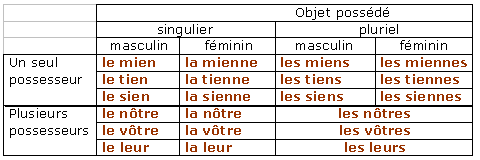 Objet possédé
singulier pluriel
masculin féminin masculin féminin
Un seul possesseur le mien la mienne les miens les miennes
le tien la tienne les tiens les tiennes
le sien la sienne les siens les siennes
Plusieurs possesseurs le nôtre la nôtre les nôtres
le vôtre la vôtre les vôtres
le leur la leur les leurs